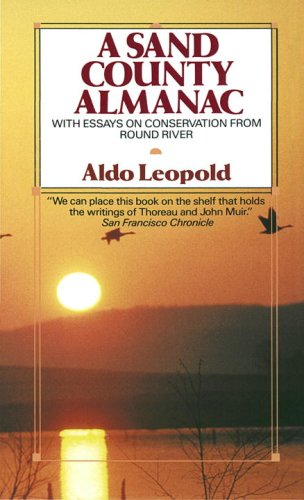 A SAND
COUNTY
ALMANAC
WITH ESSAYS ON CONSERVATION FROM
ROUND RIVER
Aldo Leopold
"We can place this book on the shelf that holds
the writings of Thoreau and John Muir."
San Francisco Chronicle